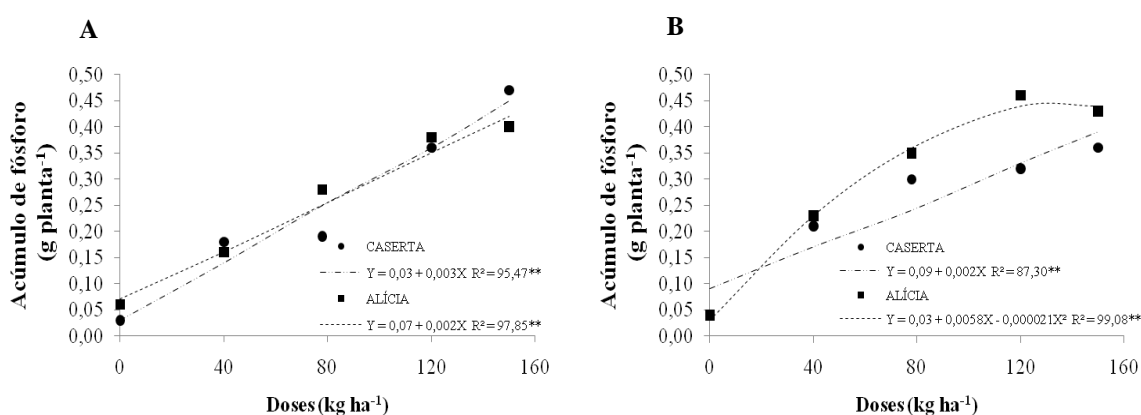 A
Acúmulo de fósforo
(g planta⁻¹)
0,50
0,45
0,40
0,35
0,30
0,25
0,20
0,15
0,10
0,05
0,00
CASERTA
Y = 0,03 + 0,003X R² = 95,47**
ALÍCIA
Y = 0,07 + 0,002X R² = 97,85**
0 40 80 120 160
Doses (kg ha⁻¹)
B
Acúmulo de fósforo
(g planta⁻¹)
0,50
0,45
0,40
0,35
0,30
0,25
0,20
0,15
0,10
0,05
0,00
CASERTA
Y = 0,09 + 0,002X R² = 87,30**
ALÍCIA
Y = 0,03 + 0,0058X - 0,000021X² R² = 99,08**
0 40 80 120 160
Doses (kg ha⁻¹)